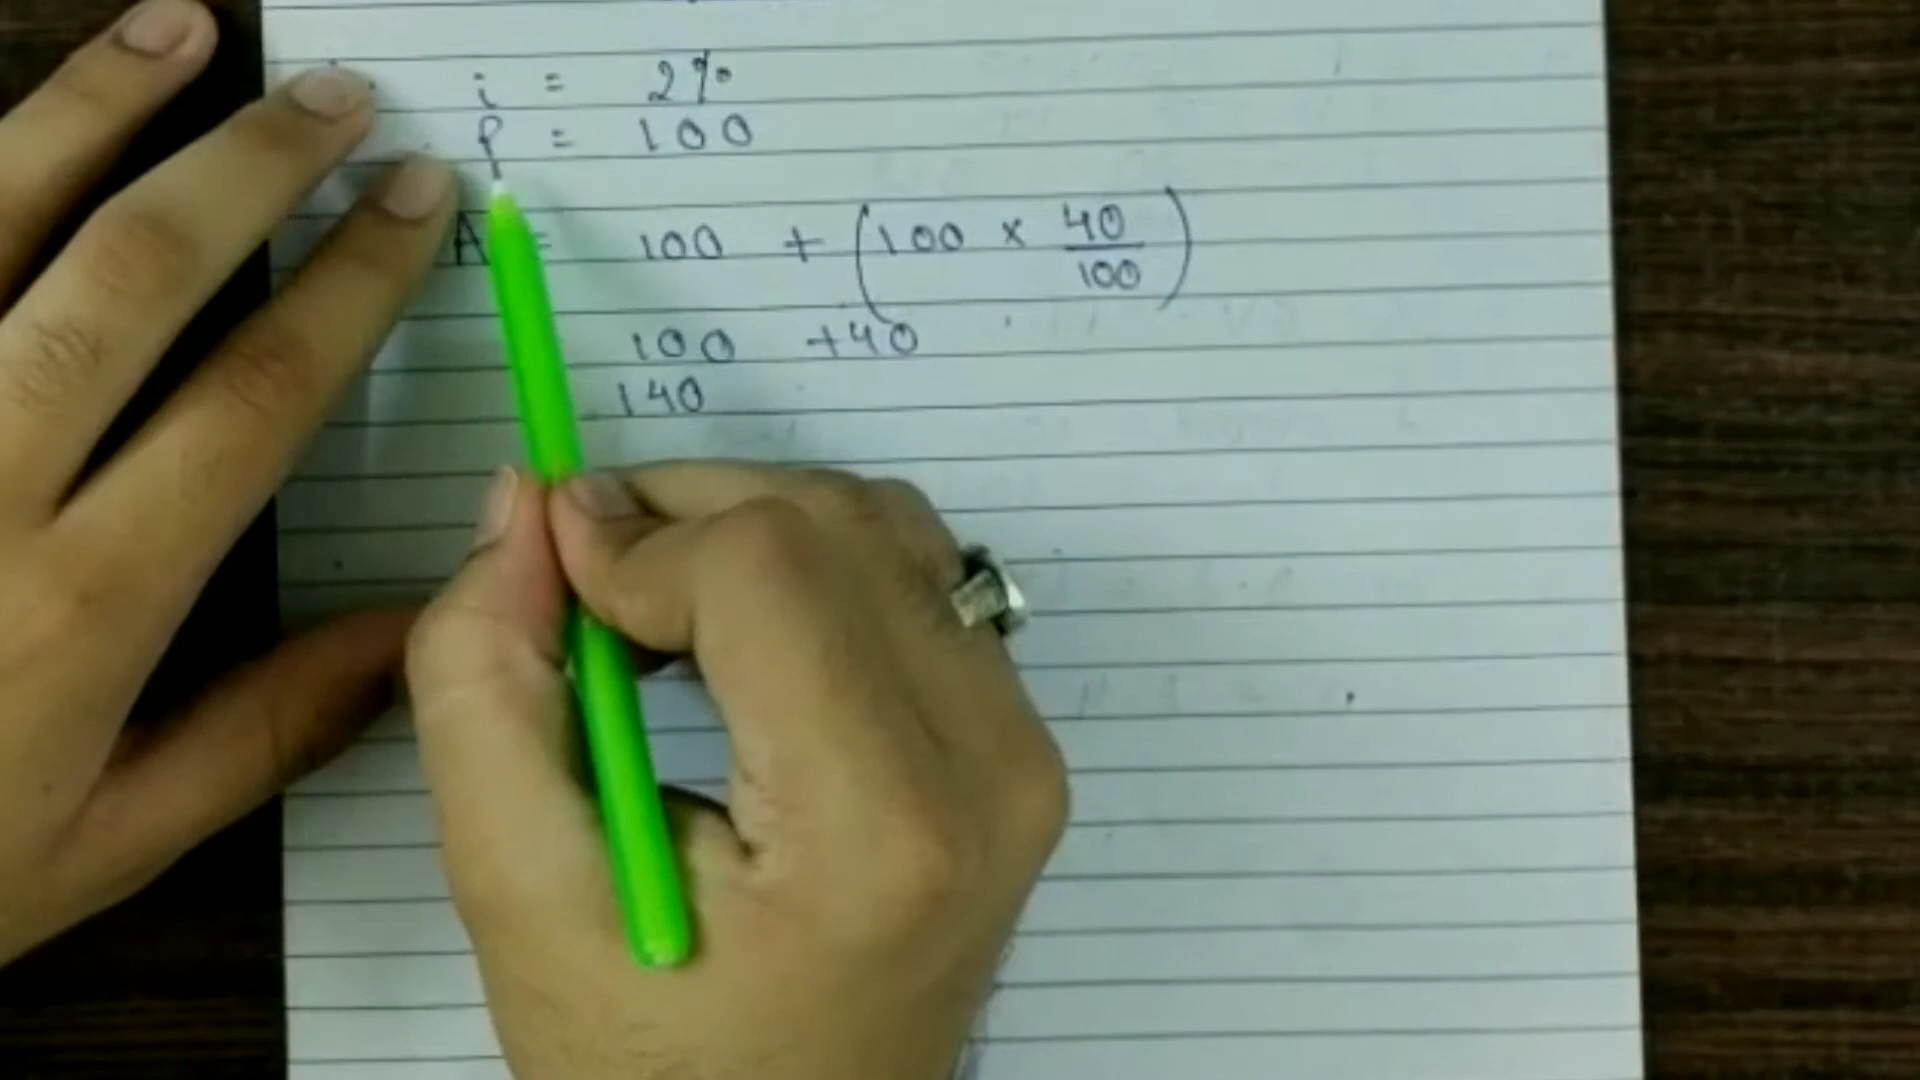 i = 2%
P = 100
A = 100 + (100 × 40/100)
100 + 40
140